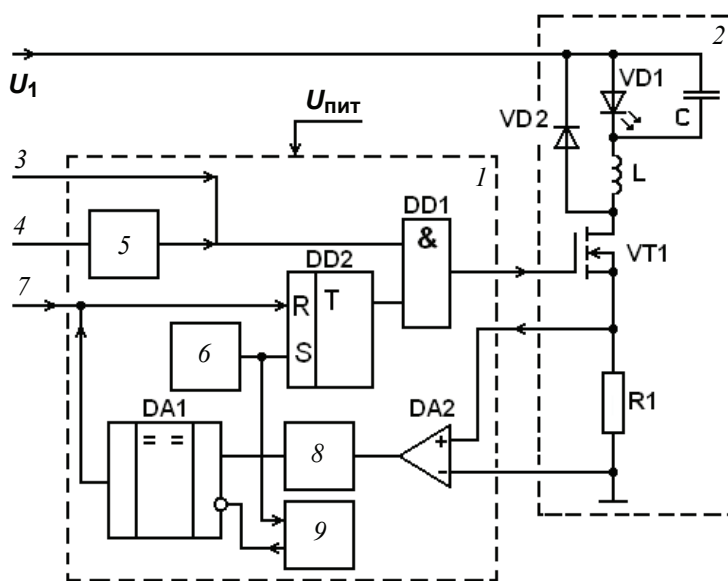 2
U1
Uпит
VD1
VD2
C
3
1
L
4
5
DD1
&
VT1
DD2
7
R
T
6
S
DA1
DA2
R1
= =
8
+
-
9